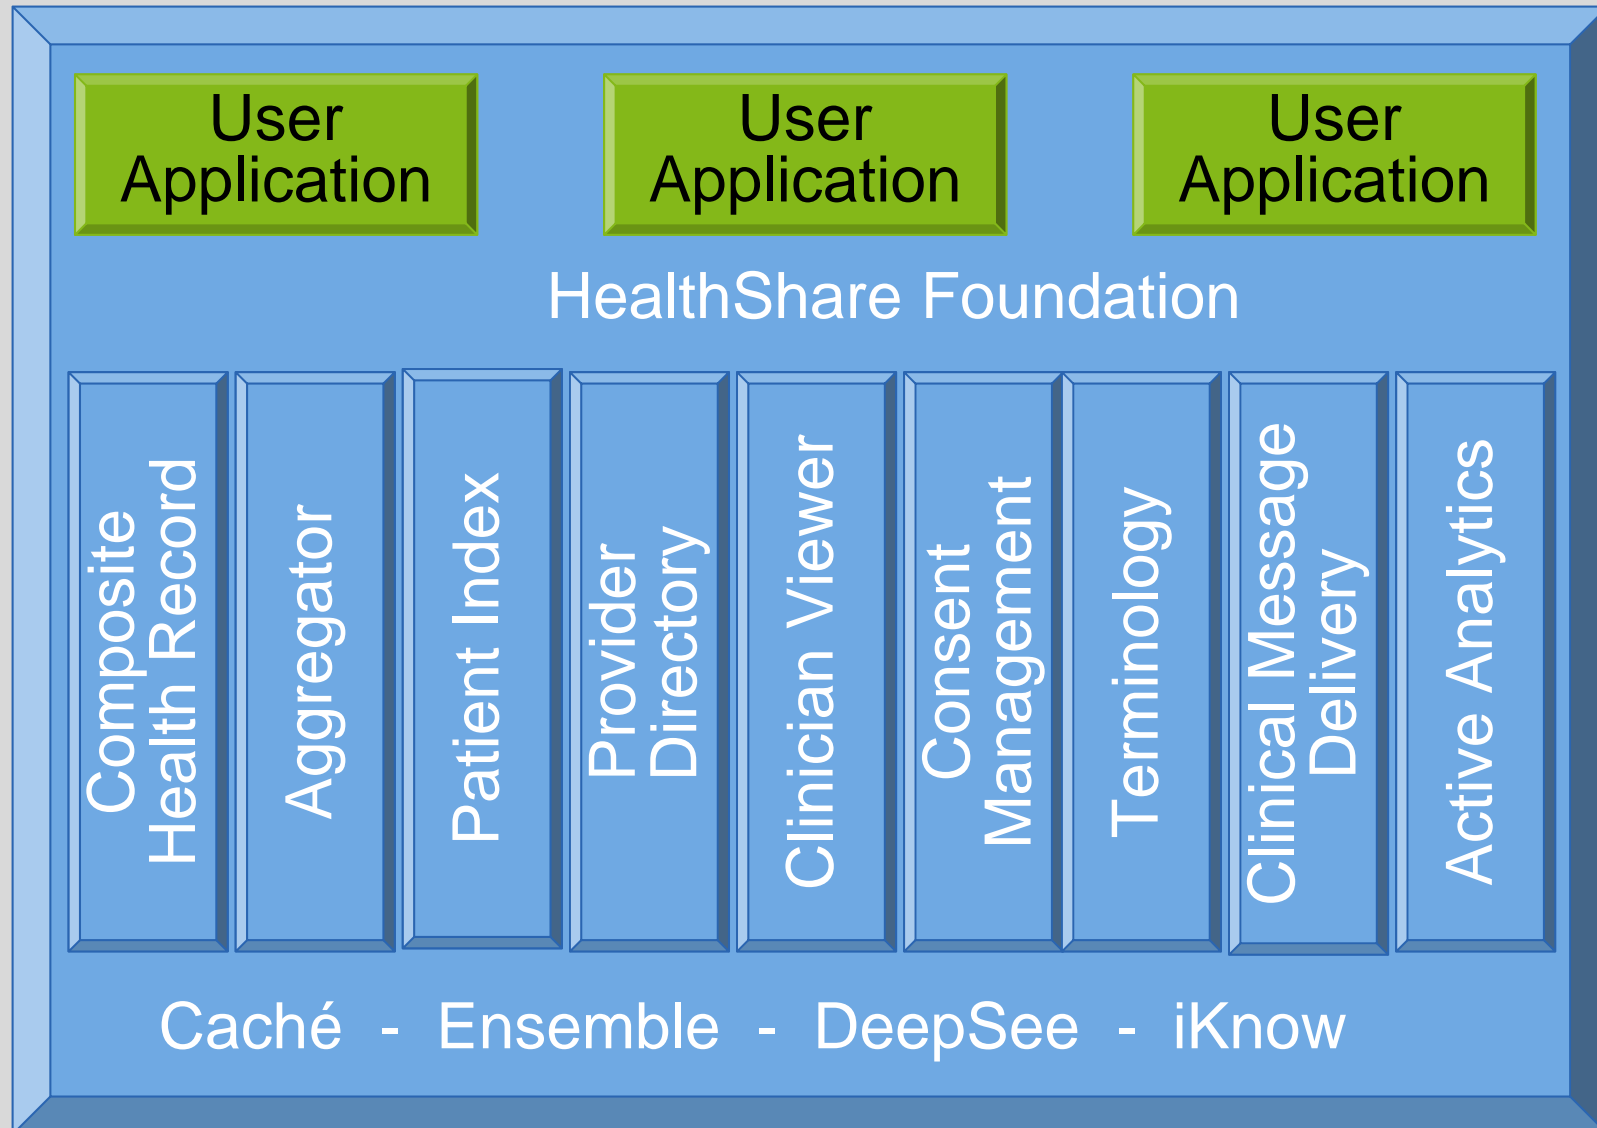 User
Application
User
Application
User
Application
HealthShare Foundation
Composite
Health Record
Aggregator
Patient Index
Provider
Directory
Clinician Viewer
Consent
Management
Terminology
Clinical Message
Delivery
Active Analytics
Caché - Ensemble - DeepSee - iKnow